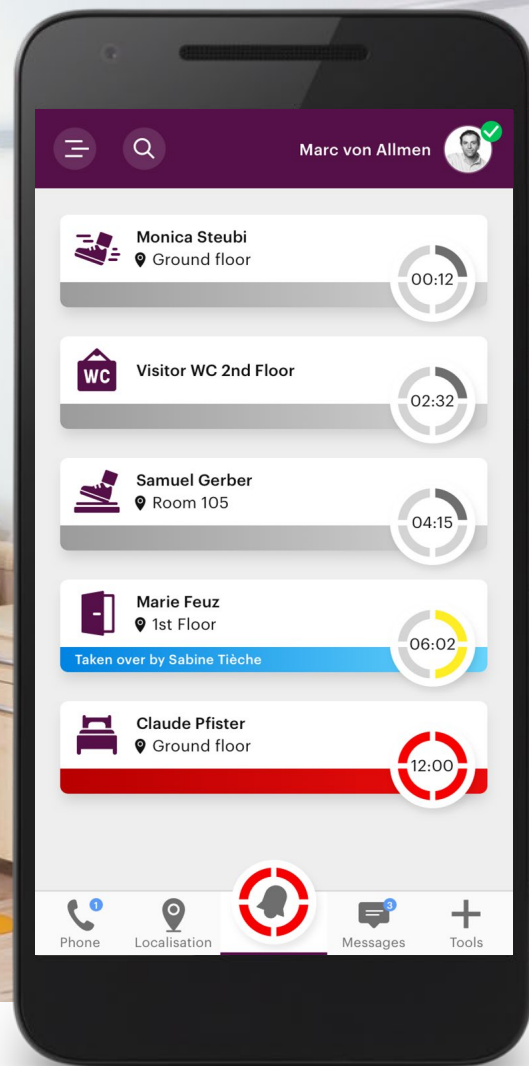 Marc von Allmen
Monica Steubi
Ground floor
00:12
WC
Visitor WC 2nd Floor
02:32
Samuel Gerber
Room 105
04:15
Marie Feuz
1st Floor
06:02
Taken over by Sabine Tièche
Claude Pfister
Ground floor
12:00
1
3
Phone
Localisation
Messages
Tools